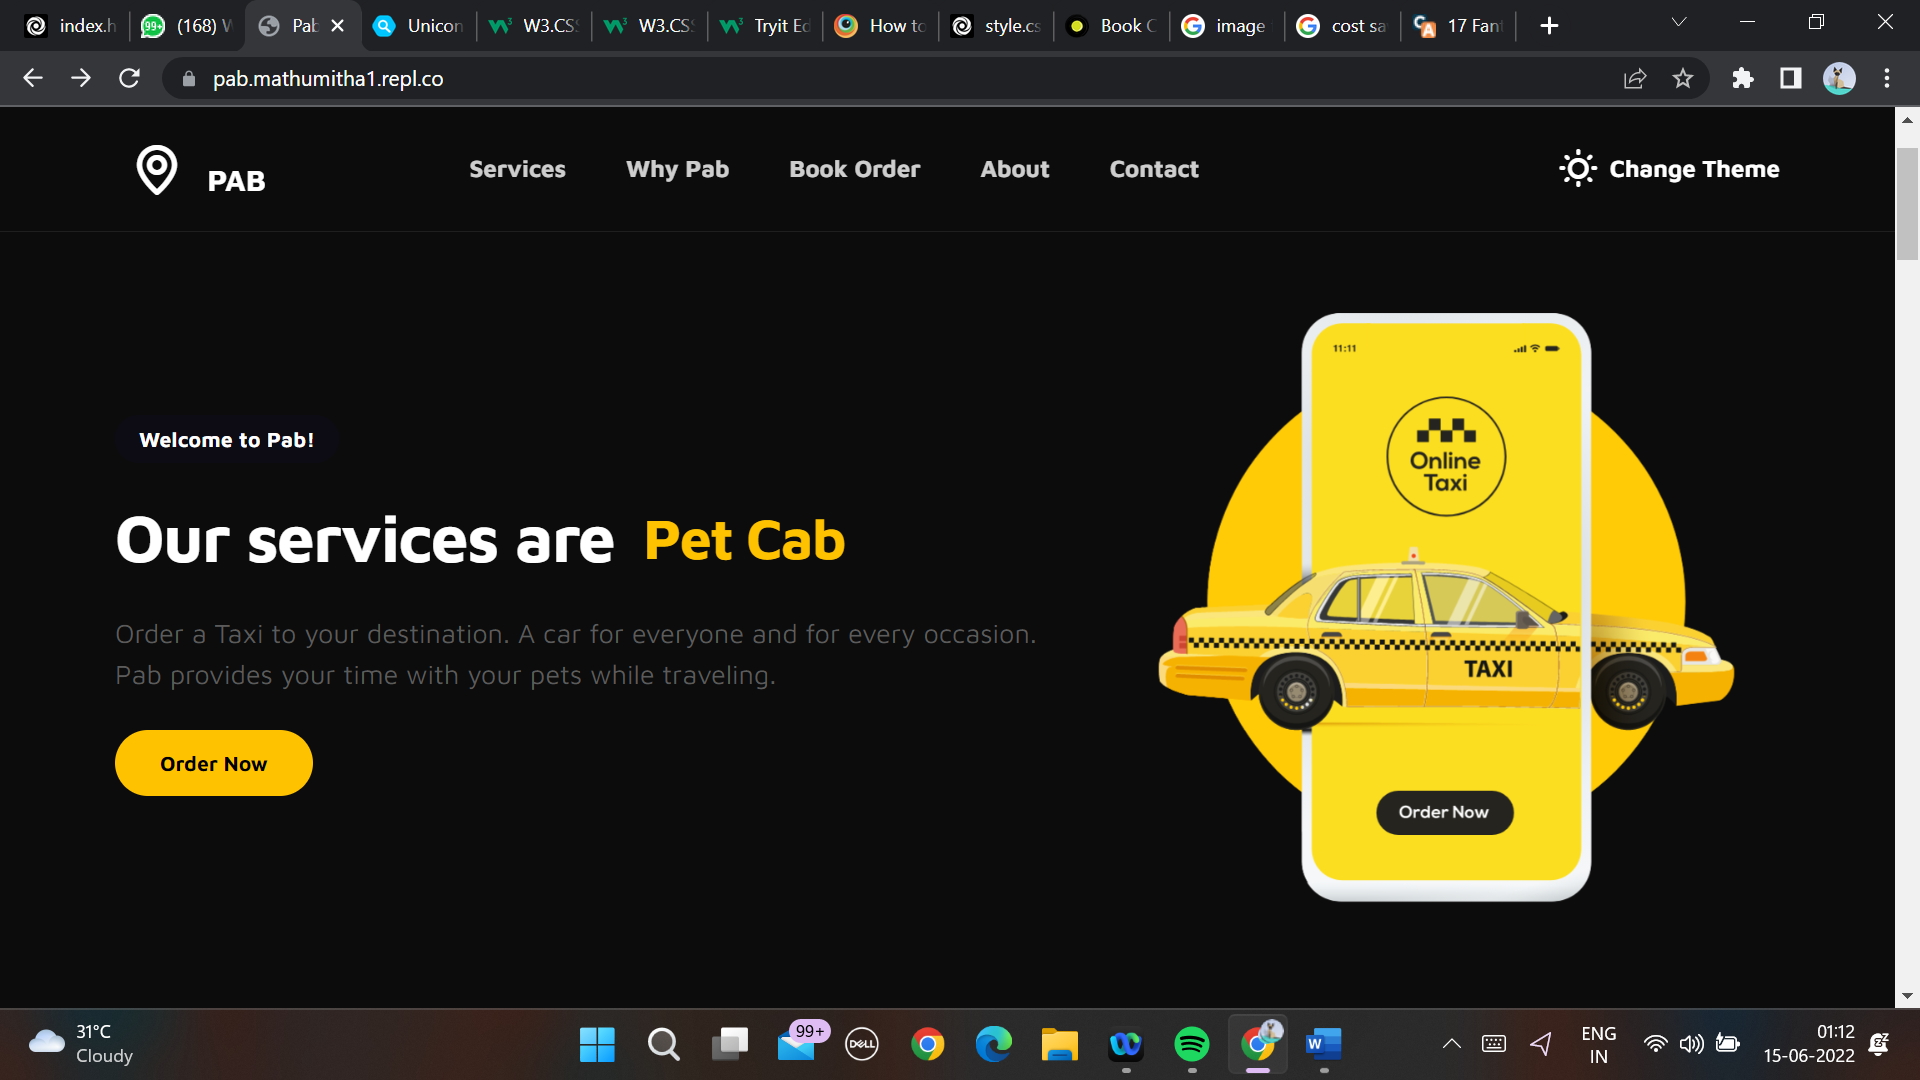 index.h
(168) W
Pab
Unicon
W3.CSS
W3.CSS
Tryit Ed
How to
style.cs
Book C
image
cost sa
17 Fant
pab.mathumitha1.repl.co
PAB
Services
Why Pab
Book Order
About
Contact
Change Theme
11:11
Online
Taxi
Welcome to Pab!
Our services are Pet Cab
Order a Taxi to your destination. A car for everyone and for every occasion.
Pab provides your time with your pets while traveling.
TAXI
Order Now
Order Now
31°C
Cloudy
99+
DELL
ENG
IN
01:12
15-06-2022